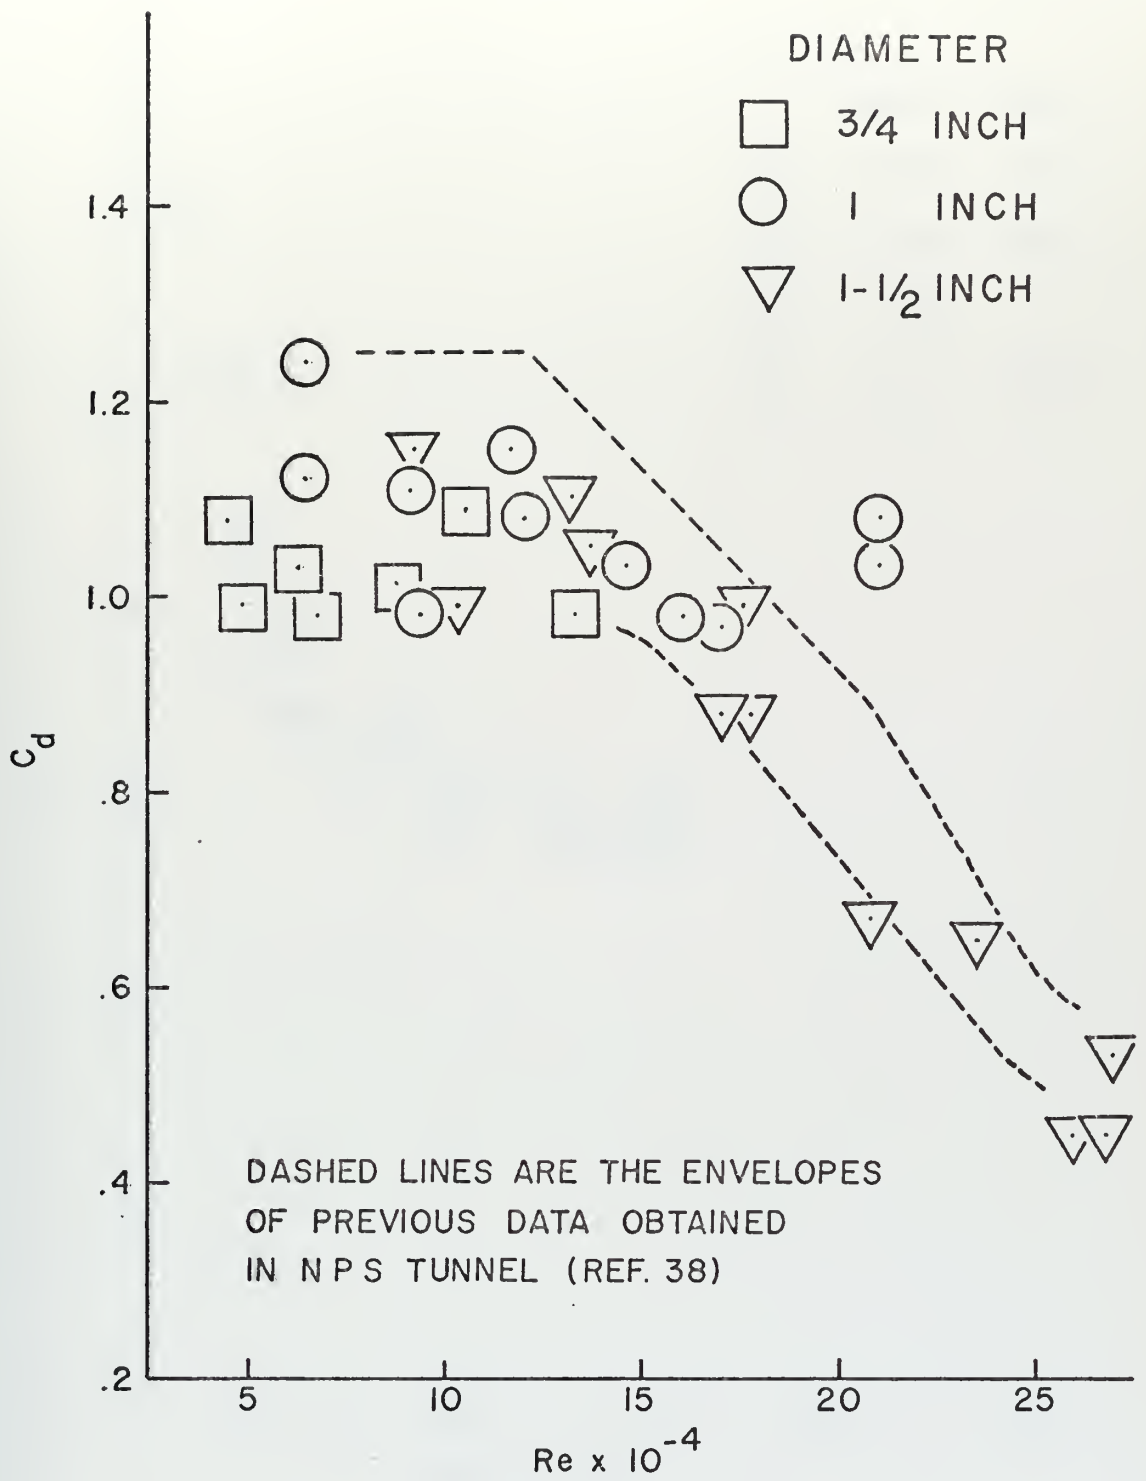 DIAMETER
3/4 INCH
1 INCH
1-1/2 INCH
1.4
1.2
1.0
.8
.6
.4
.2
C_d
DASHED LINES ARE THE ENVELOPES
OF PREVIOUS DATA OBTAINED
IN NPS TUNNEL (REF. 38)
5 10 15 20 25
Re x 10^-4